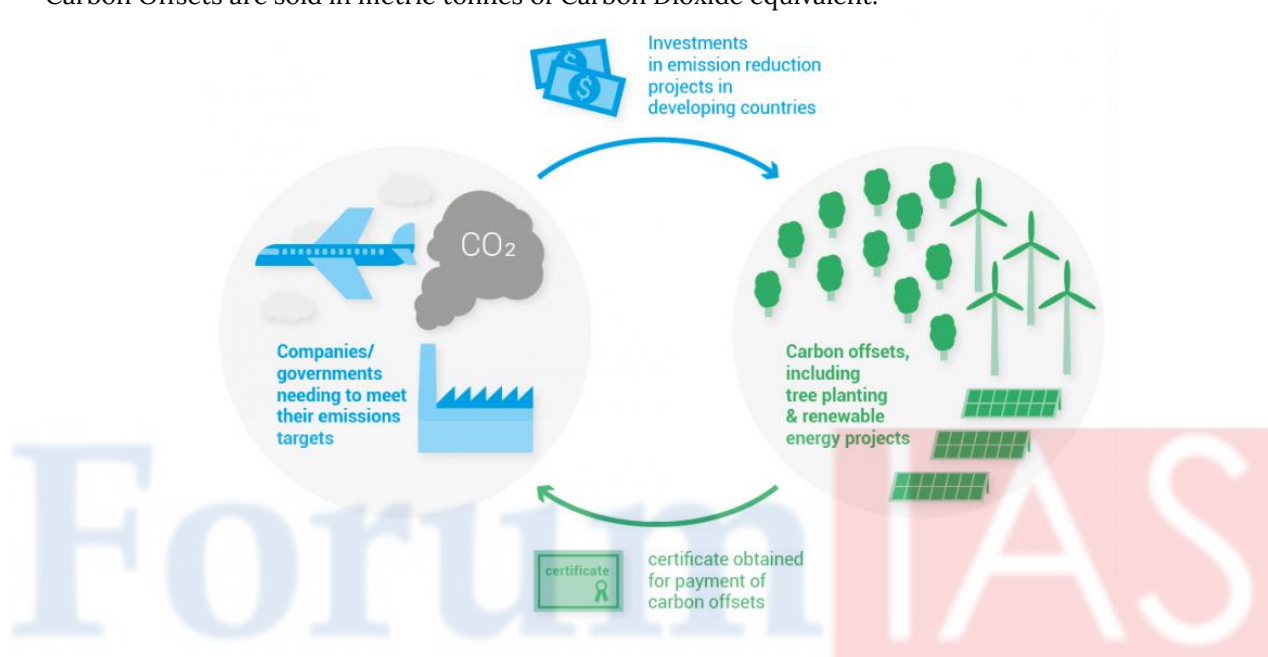 Carbon Offsets are sold in metric tonnes of Carbon Dioxide equivalent.
Investments
in emission reduction
projects in
developing countries
CO₂
Companies/
governments
needing to meet
their emissions
targets
Carbon offsets,
including
tree planting
& renewable
energy projects
certificate
certificate obtained
for payment of
carbon offsets
Forum IAS